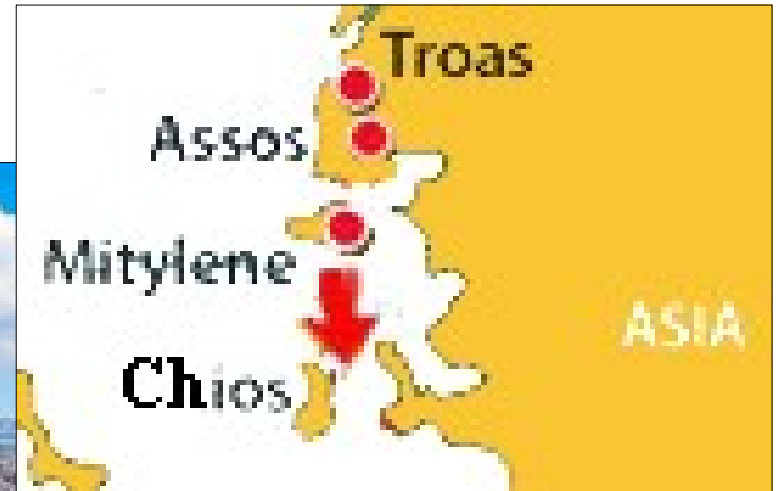 Troas
Assos
Mitylene
ASIA
Chios